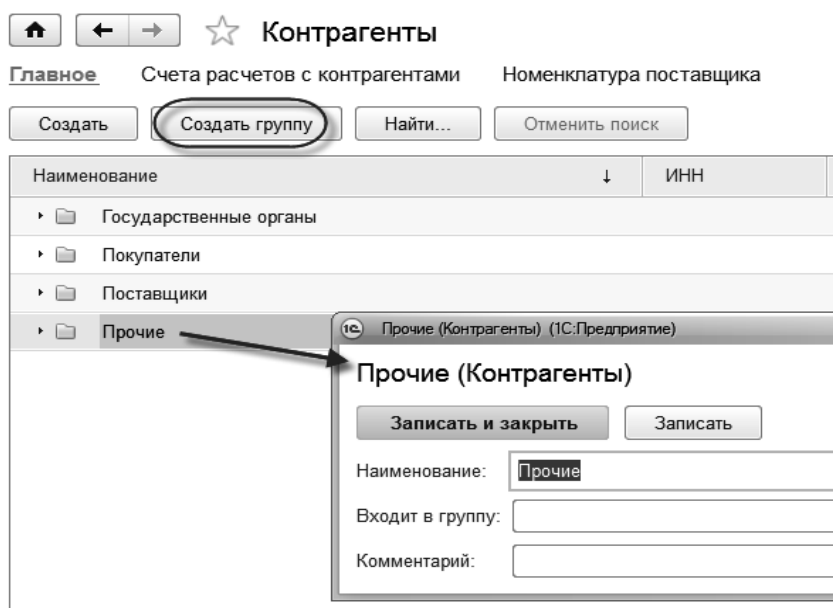 Контрагенты
Главное Счета расчетов с контрагентами Номенклатура поставщика
Создать Создать группу Найти... Отменить поиск
Наименование ↓ ИНН
Государственные органы
Покупатели
Поставщики
Прочие
1С Прочие (Контрагенты) (1С:Предприятие)
Прочие (Контрагенты)
Записать и закрыть Записать
Наименование: Прочие
Входит в группу:
Комментарий: